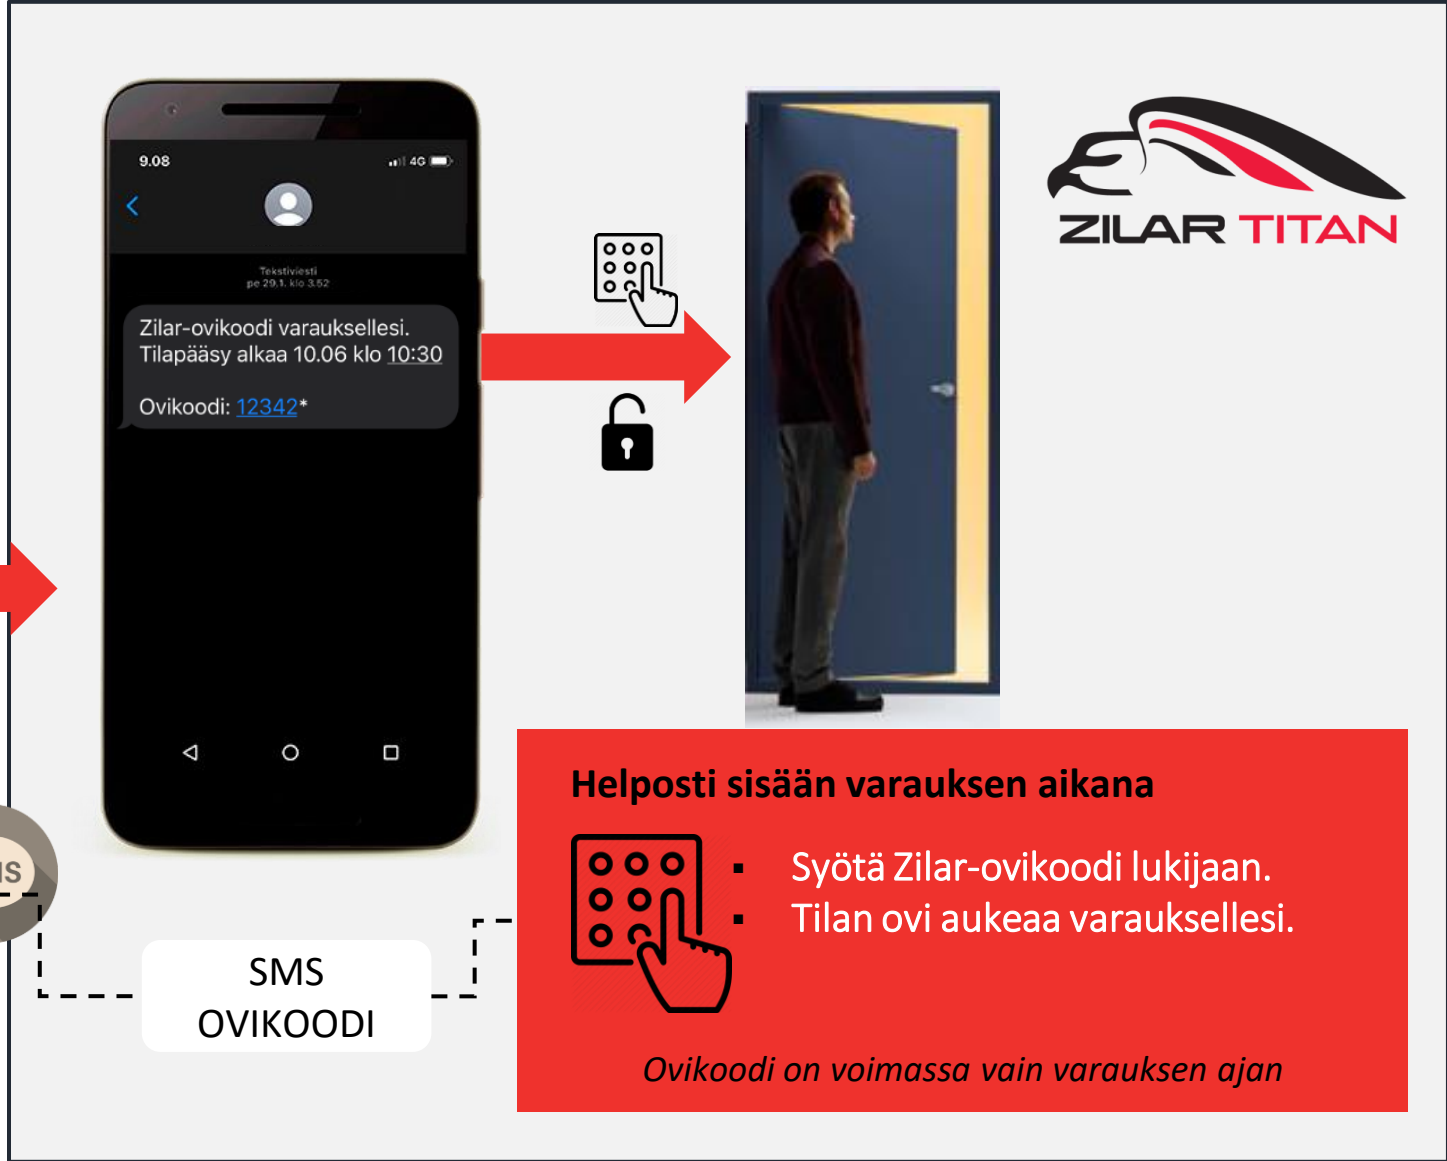 9.08
4G
Tekstiviesti
pe 29.1. klo 3.52
Zilar-ovikoodi varauksellesi.
Tilapääsy alkaa 10.06 klo 10:30
Ovikoodi: 12342*
ZILAR TITAN
Helposti sisään varauksen aikana
▪ Syötä Zilar-ovikoodi lukijaan.
▪ Tilan ovi aukeaa varauksellesi.
Ovikoodi on voimassa vain varauksen ajan
SMS
OVIKOODI